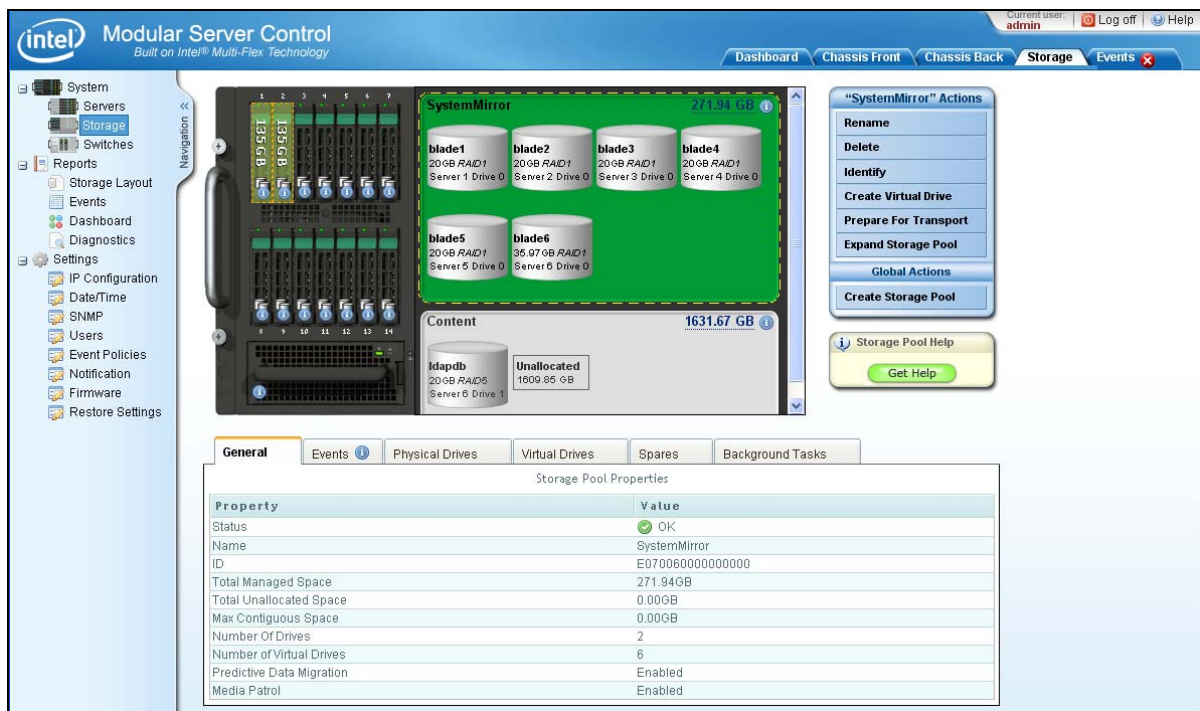 intel
Modular Server Control
Built on Intel® Multi-Flex Technology
Current user:
admin
Log off
Help
Dashboard
Chassis Front
Chassis Back
Storage
Events
System
Servers
Storage
Switches
Reports
Storage Layout
Events
Dashboard
Diagnostics
Settings
IP Configuration
Date/Time
SNMP
Users
Event Policies
Notification
Firmware
Restore Settings
Navigation
1 2 3 4 5 6 7
135 GB
135 GB
8 9 10 11 12 13 14
SystemMirror
271.94 GB
blade1
20GB RAID1
Server 1 Drive 0
blade2
20GB RAID1
Server 2 Drive 0
blade3
20GB RAID1
Server 3 Drive 0
blade4
20GB RAID1
Server 4 Drive 0
blade5
20GB RAID1
Server 5 Drive 0
blade6
35.97GB RAID1
Server 6 Drive 0
Content
1631.67 GB
ldapdb
20GB RAID5
Server 6 Drive 1
Unallocated
1609.85 GB
"SystemMirror" Actions
Rename
Delete
Identify
Create Virtual Drive
Prepare For Transport
Expand Storage Pool
Global Actions
Create Storage Pool
Storage Pool Help
Get Help
General
Events
Physical Drives
Virtual Drives
Spares
Background Tasks
Storage Pool Properties
Property Value
Status OK
Name SystemMirror
ID E070060000000000
Total Managed Space 271.94GB
Total Unallocated Space 0.00GB
Max Contiguous Space 0.00GB
Number Of Drives 2
Number of Virtual Drives 6
Predictive Data Migration Enabled
Media Patrol Enabled